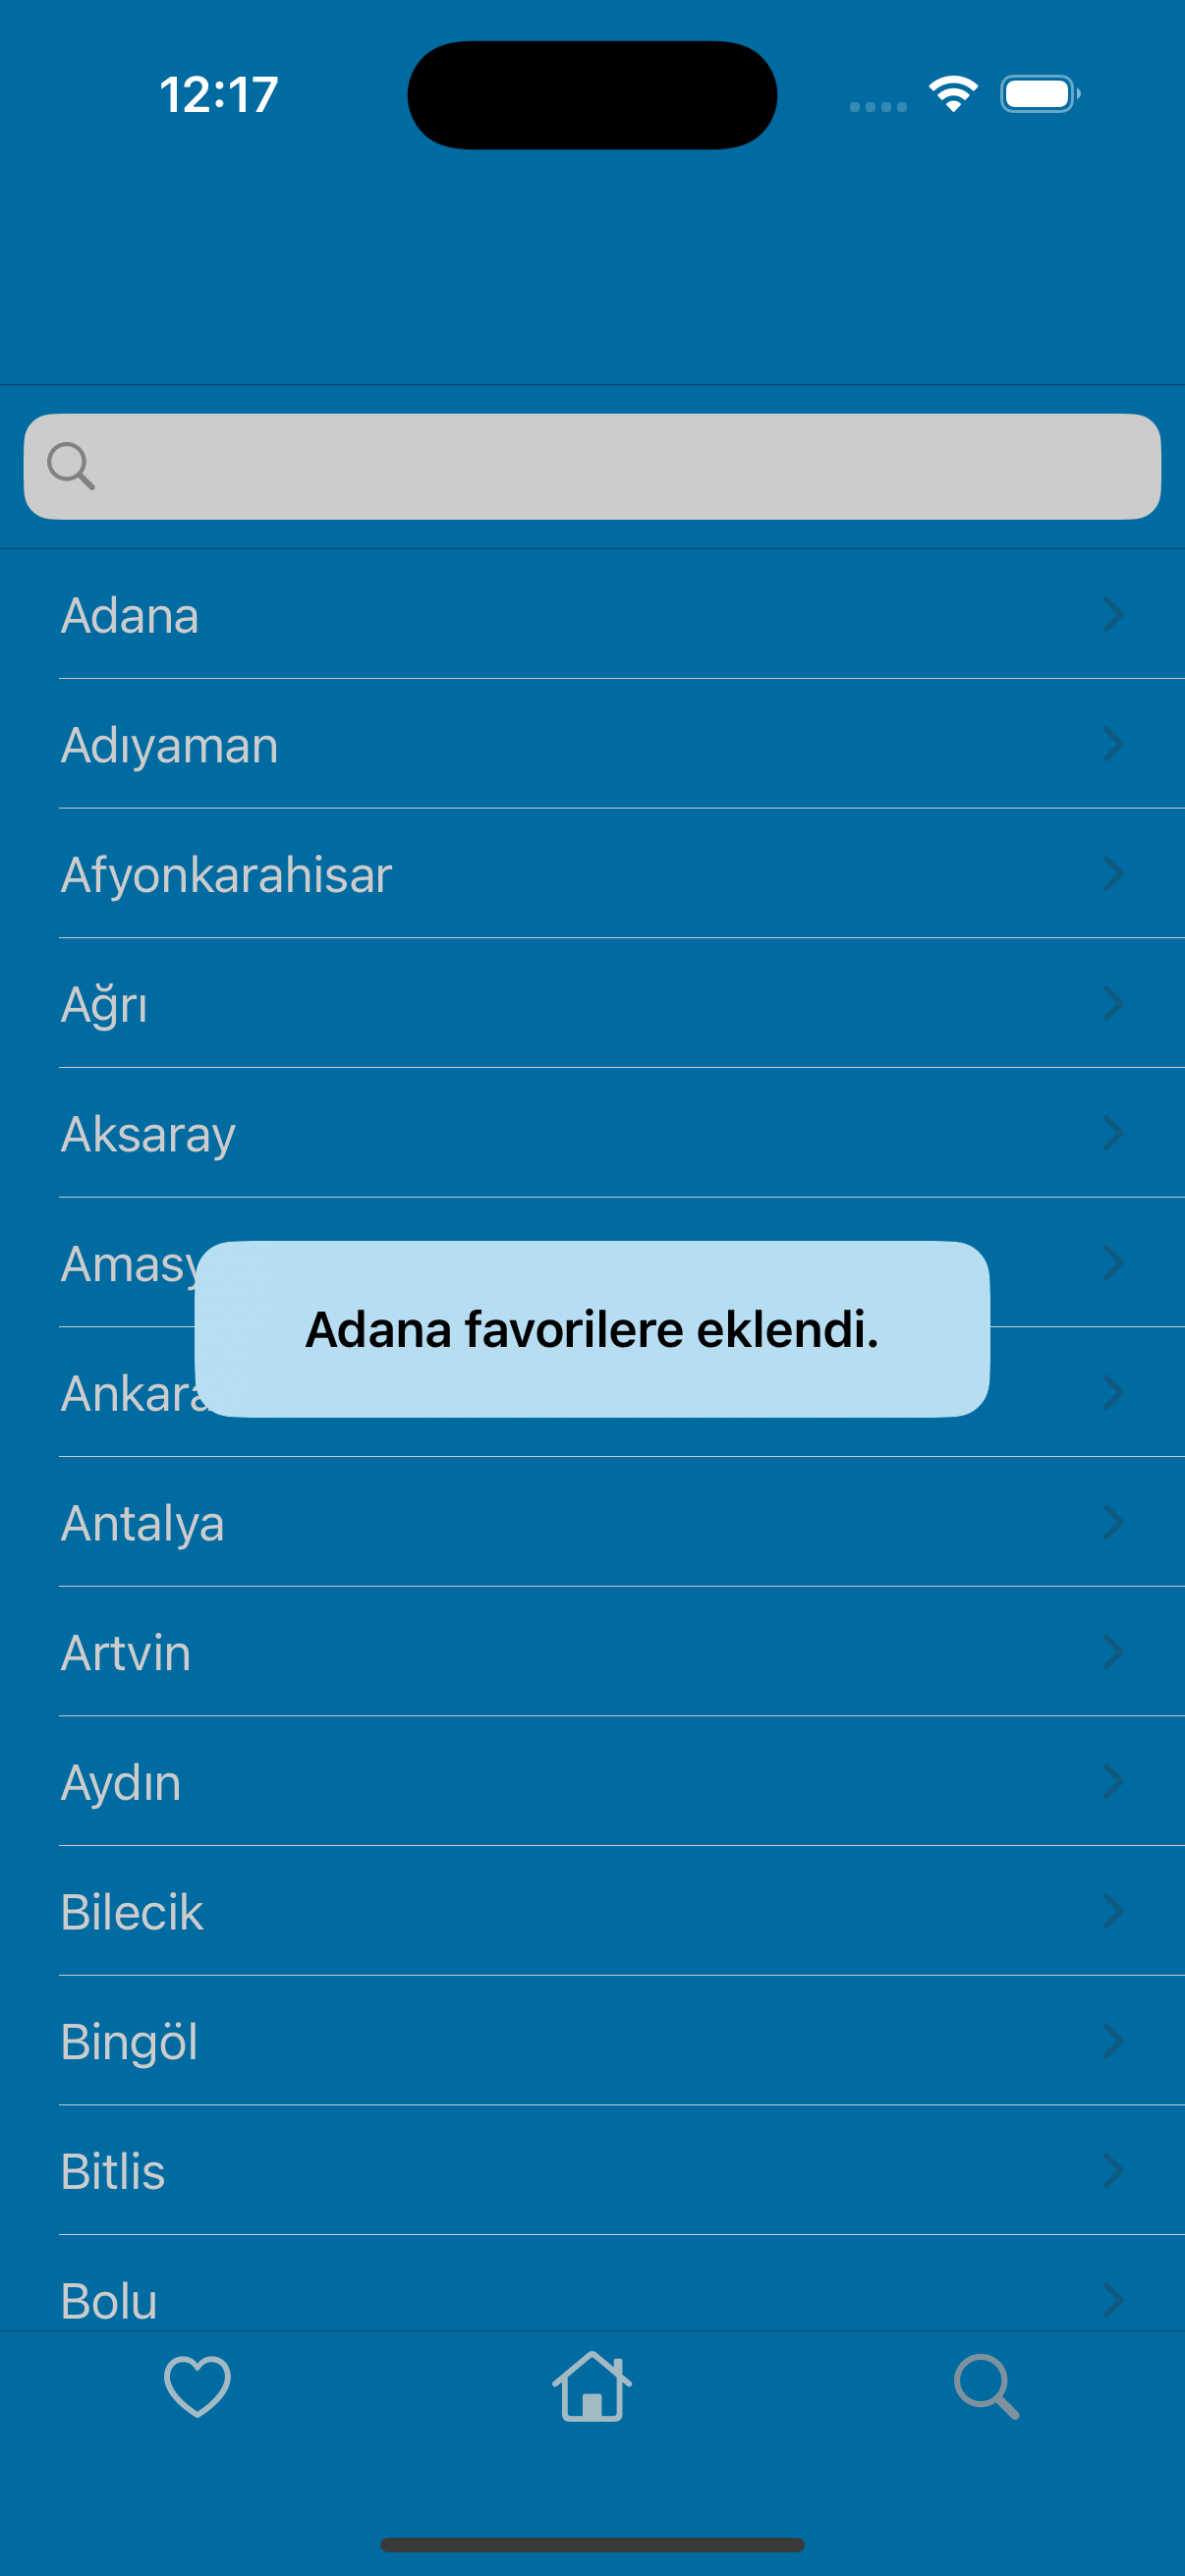 12:17
Adana
Adıyaman
Afyonkarahisar
Ağrı
Aksaray
Amasy
Adana favorilere eklendi.
Ankara
Antalya
Artvin
Aydın
Bilecik
Bingöl
Bitlis
Bolu